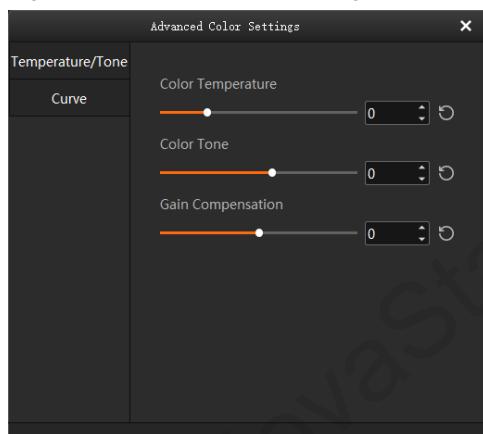 Advanced Color Settings
Temperature/Tone
Curve
Color Temperature
0
Color Tone
0
Gain Compensation
0